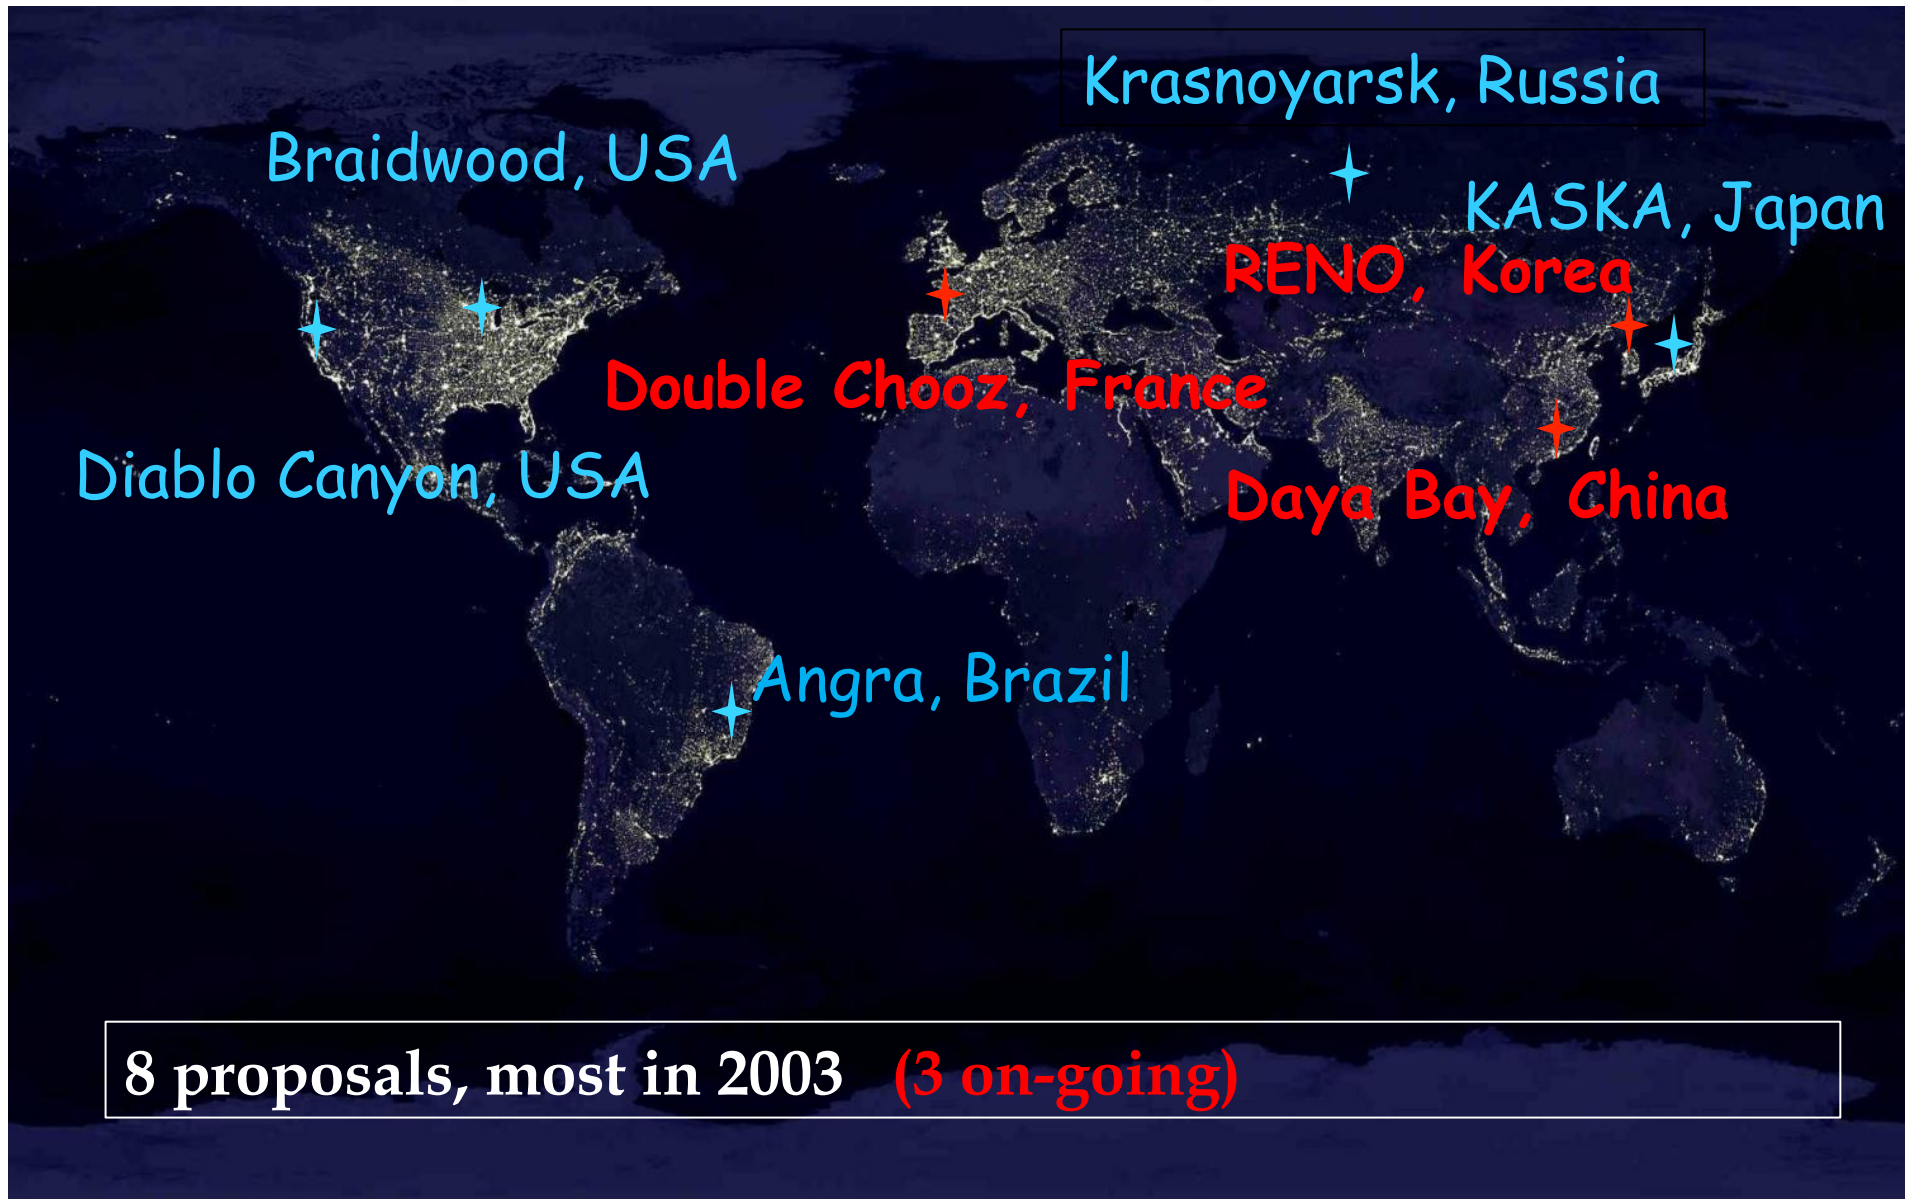 Krasnoyarsk, Russia
Braidwood, USA
KASKA, Japan
RENO, Korea
Double Chooz, France
Diablo Canyon, USA
Daya Bay, China
Angra, Brazil
8 proposals, most in 2003 (3 on-going)